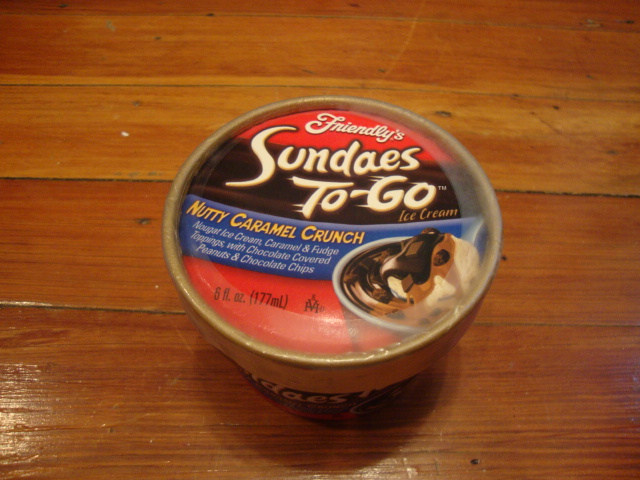 Friendly's
Sundaes
To-Go™
Ice Cream
Nutty Caramel Crunch
Nougat Ice Cream, Caramel & Fudge
Toppings, with Chocolate Covered
Peanuts & Chocolate Chips
6 fl. oz. (177mL)